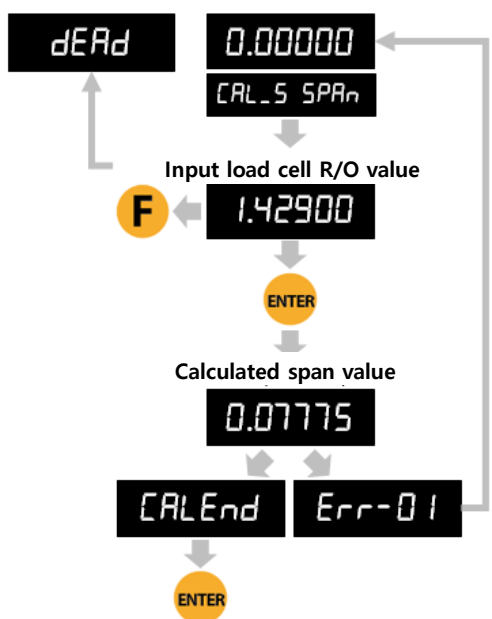 dEAd
0.00000
CAL_S SPAn
Input load cell R/O value
F
1.42900
ENTER
Calculated span value
0.07775
CALEnd
Err-01
ENTER